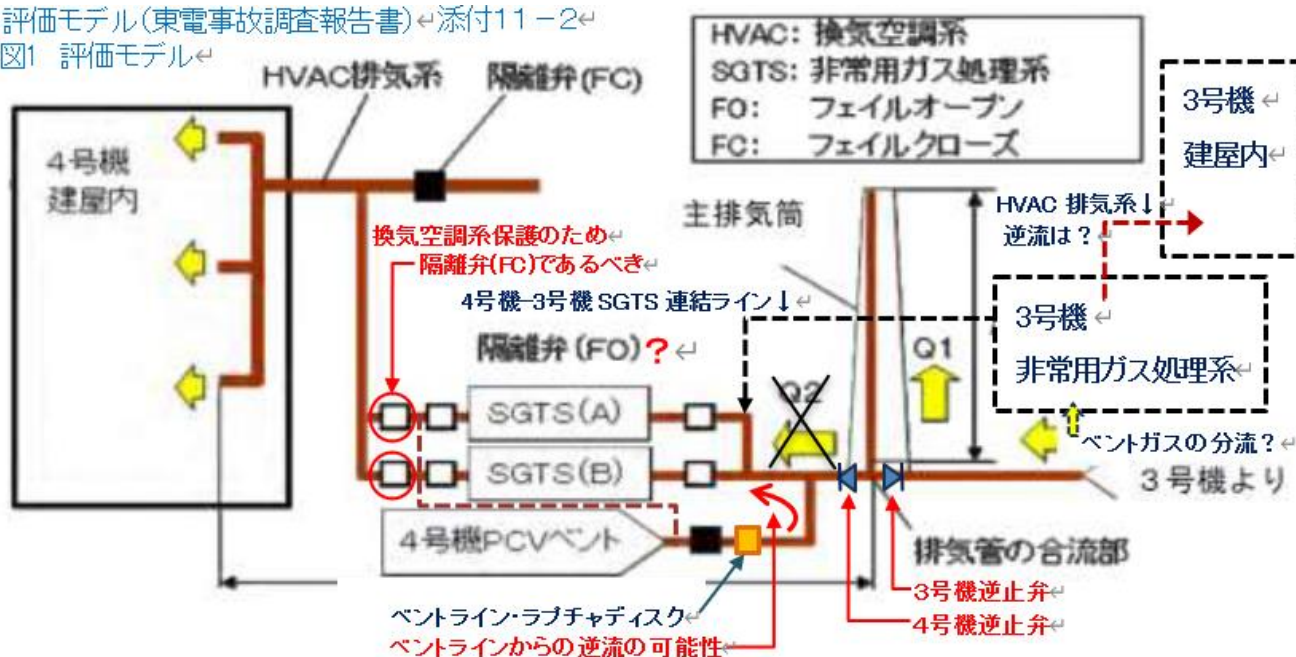 評価モデル(東電事故調査報告書)↵添付11－2↵
図1 評価モデル↵
HVAC排気系
隔離弁(FC)
HVAC: 換気空調系
SGTS: 非常用ガス処理系
FO: フェイルオープン
FC: フェイルクローズ
3号機↵
建屋内↵
4号機
建屋内
主排気筒
HVAC 排気系↓↵
逆流は？↵
換気空調系保護のため↵
隔離弁(FC)であるべき↵
4号機–3号機 SGTS 連結ライン↓↵
3号機↵
非常用ガス処理系↵
隔離弁(FO)？↵
Q1
Q2
SGTS(A)
SGTS(B)
ベントガスの分流？↵
3号機より
4号機PCVベント
排気管の合流部
3号機逆止弁↵
4号機逆止弁↵
ベントライン・ラプチャディスク↵
ベントラインからの逆流の可能性↵